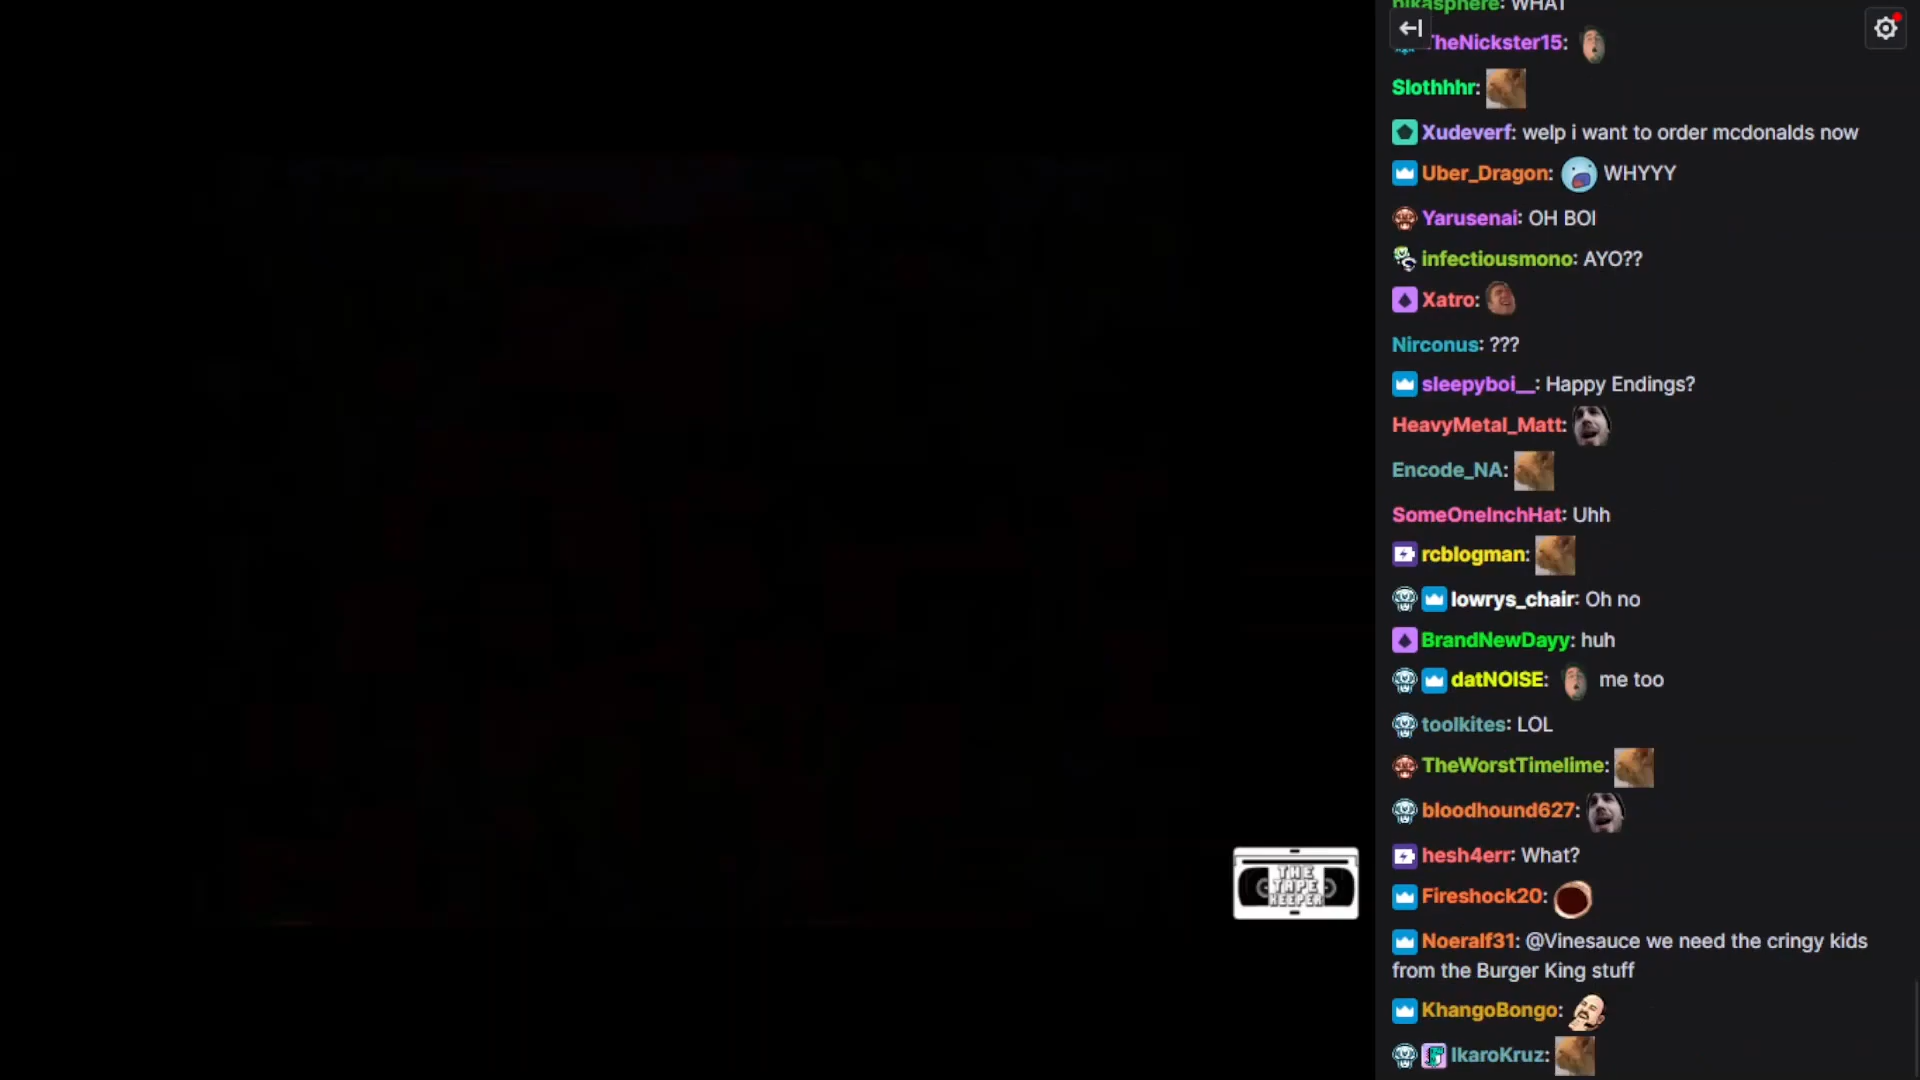 pikasphere: WHAT
TheNickster15:
Slothhhr:
Xudeverf: welp i want to order mcdonalds now
Uber_Dragon: WHYYY
Yarusenai: OH BOI
infectiousmono: AYO??
Xatro:
Nirconus: ???
sleepyboi__: Happy Endings?
HeavyMetal_Matt:
Encode_NA:
SomeOneInchHat: Uhh
rcblogman:
lowrys_chair: Oh no
BrandNewDayy: huh
datNOISE: me too
toolkites: LOL
TheWorstTimelime:
bloodhound627:
hesh4err: What?
THE
TAPE
KEEPER
Fireshock20:
Noeralf31: @Vinesauce we need the cringy kids
from the Burger King stuff
KhangoBongo:
IkaroKruz: